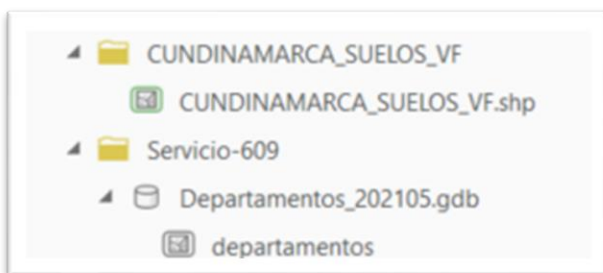 CUNDINAMARCA_SUELOS_VF
CUNDINAMARCA_SUELOS_VF.shp
Servicio-609
Departamentos_202105.gdb
departamentos